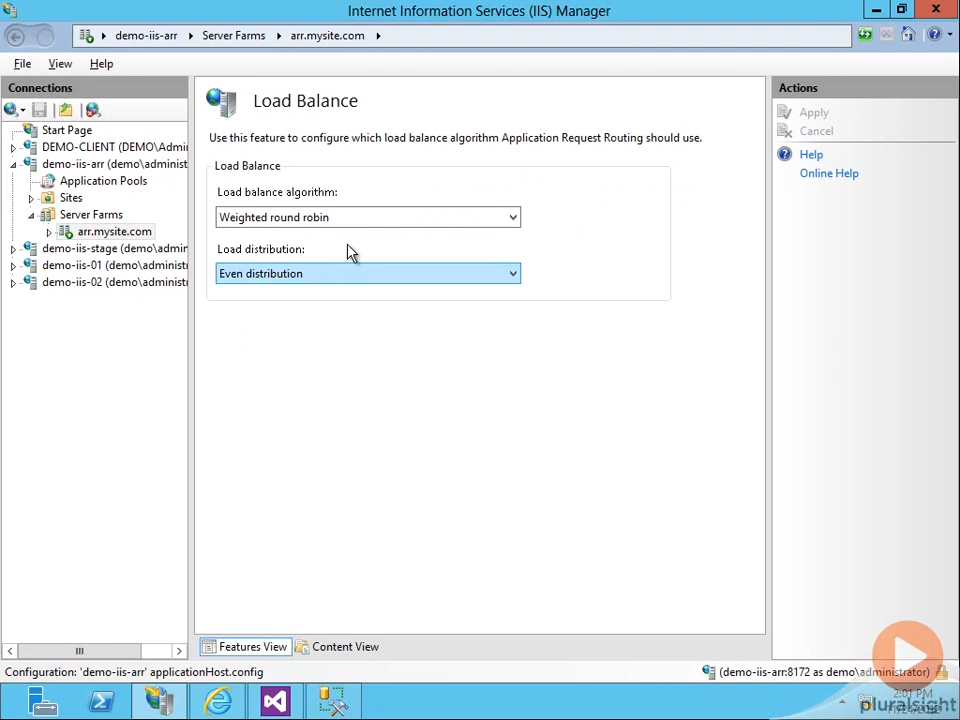 Internet Information Services (IIS) Manager
demo-iis-arr
Server Farms
arr.mysite.com
File
View
Help
Connections
Start Page
DEMO-CLIENT (DEMO\Admi
demo-iis-arr (demo\administ
Application Pools
Sites
Server Farms
arr.mysite.com
demo-iis-stage (demo\admir
demo-iis-01 (demo\administr
demo-iis-02 (demo\administr
Load Balance
Use this feature to configure which load balance algorithm Application Request Routing should use.
Load Balance
Load balance algorithm:
Weighted round robin
Load distribution:
Even distribution
Actions
Apply
Cancel
Help
Online Help
Features View
Content View
Configuration: 'demo-iis-arr' applicationHost.config
(demo-iis-arr:8172 as demo\administrator)
2:01 PM
pluralsight